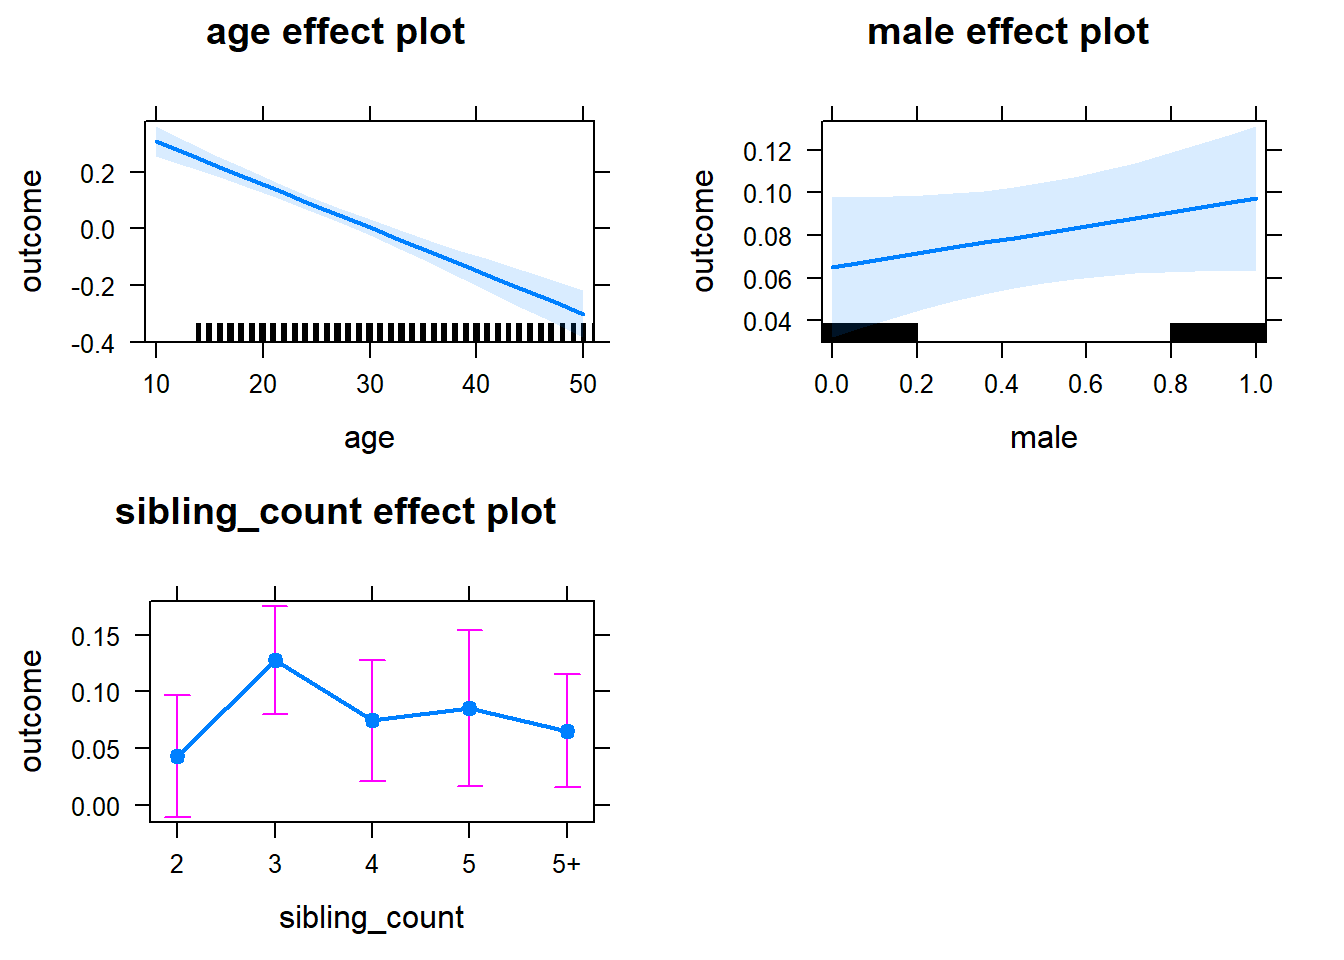 age effect plot
outcome
0.2
0.0
-0.2
-0.4
10 20 30 40 50
age
male effect plot
outcome
0.12
0.10
0.08
0.06
0.04
0.0 0.2 0.4 0.6 0.8 1.0
male
sibling_count effect plot
outcome
0.15
0.10
0.05
0.00
2 3 4 5 5+
sibling_count